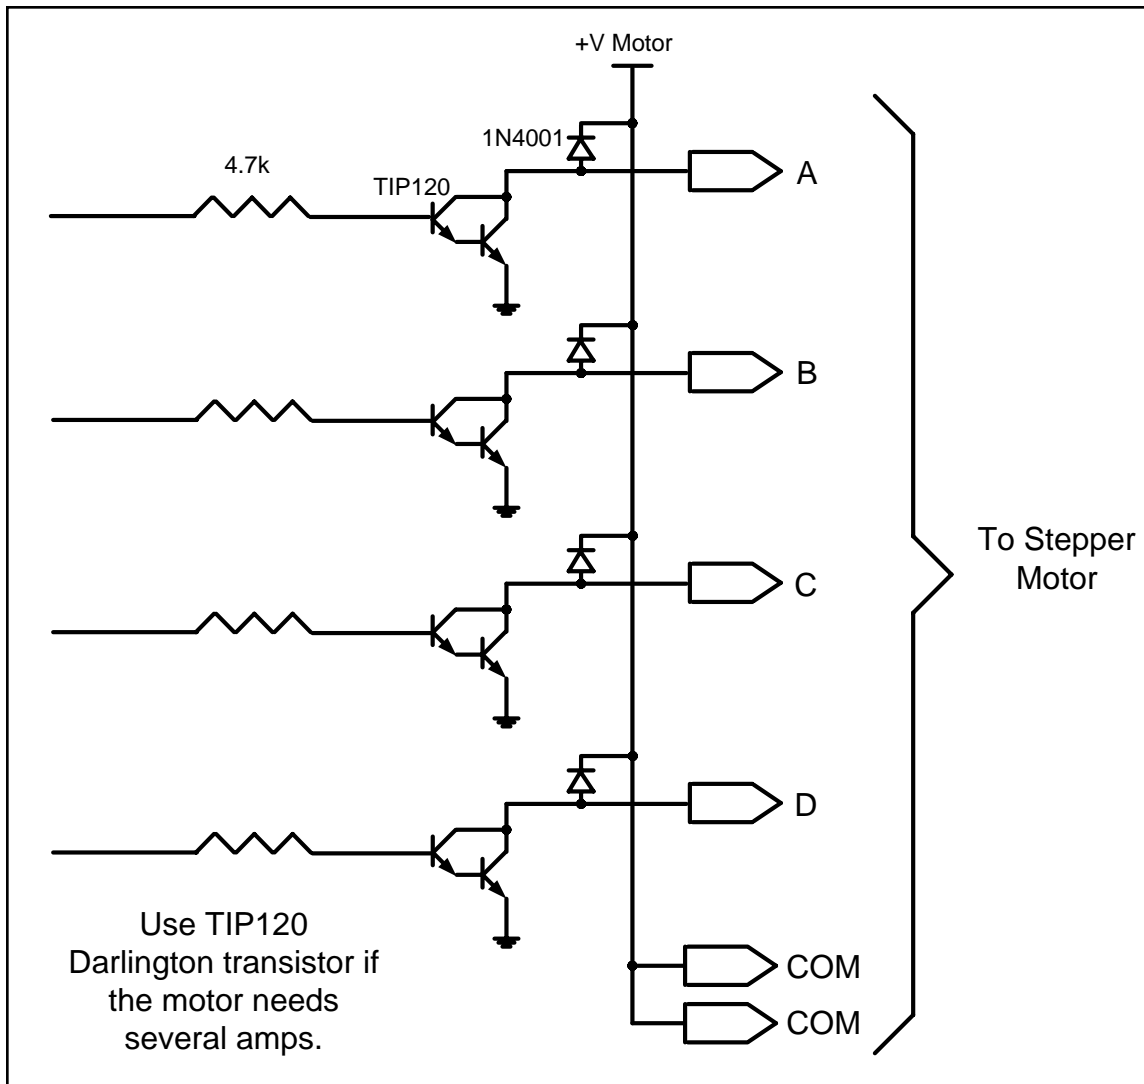 +V Motor
1N4001
4.7k
TIP120
A
B
C
To Stepper
Motor
D
Use TIP120
Darlington transistor if
the motor needs
several amps.
COM
COM